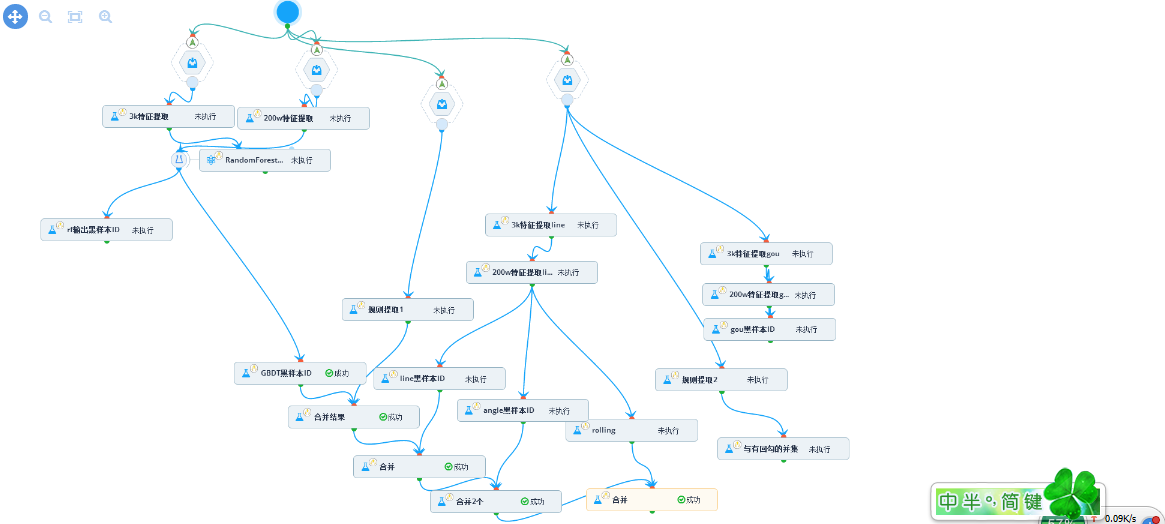 3k特征提取 未执行
200w特征提取 未执行
RandomForest... 未执行
rf输出黑样本ID 未执行
3k特征提取line 未执行
3k特征提取gou 未执行
200w特征提取li... 未执行
200w特征提取g... 未执行
规则提取1 未执行
gou黑样本ID 未执行
GBDT黑样本ID 成功
line黑样本ID 未执行
规则提取2 未执行
合并结果 成功
angle黑样本ID 未执行
rolling 未执行
与有回勾的并集 未执行
合并 成功
合并2个 成功
合并 成功
中半简键
57%
0.09K/s